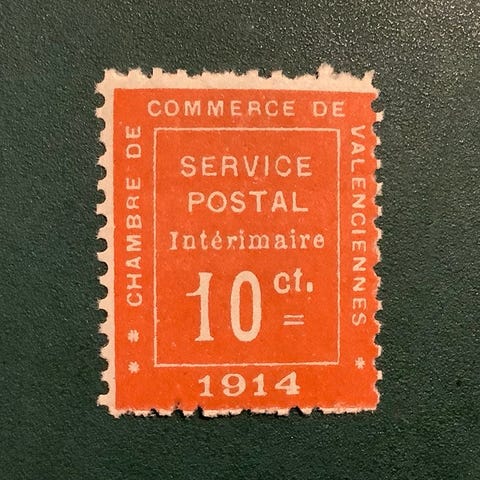 CHAMBRE DE
COMMERCE DE
VALENCIENNES
SERVICE
POSTAL
Intérimaire
10 ct.
1914